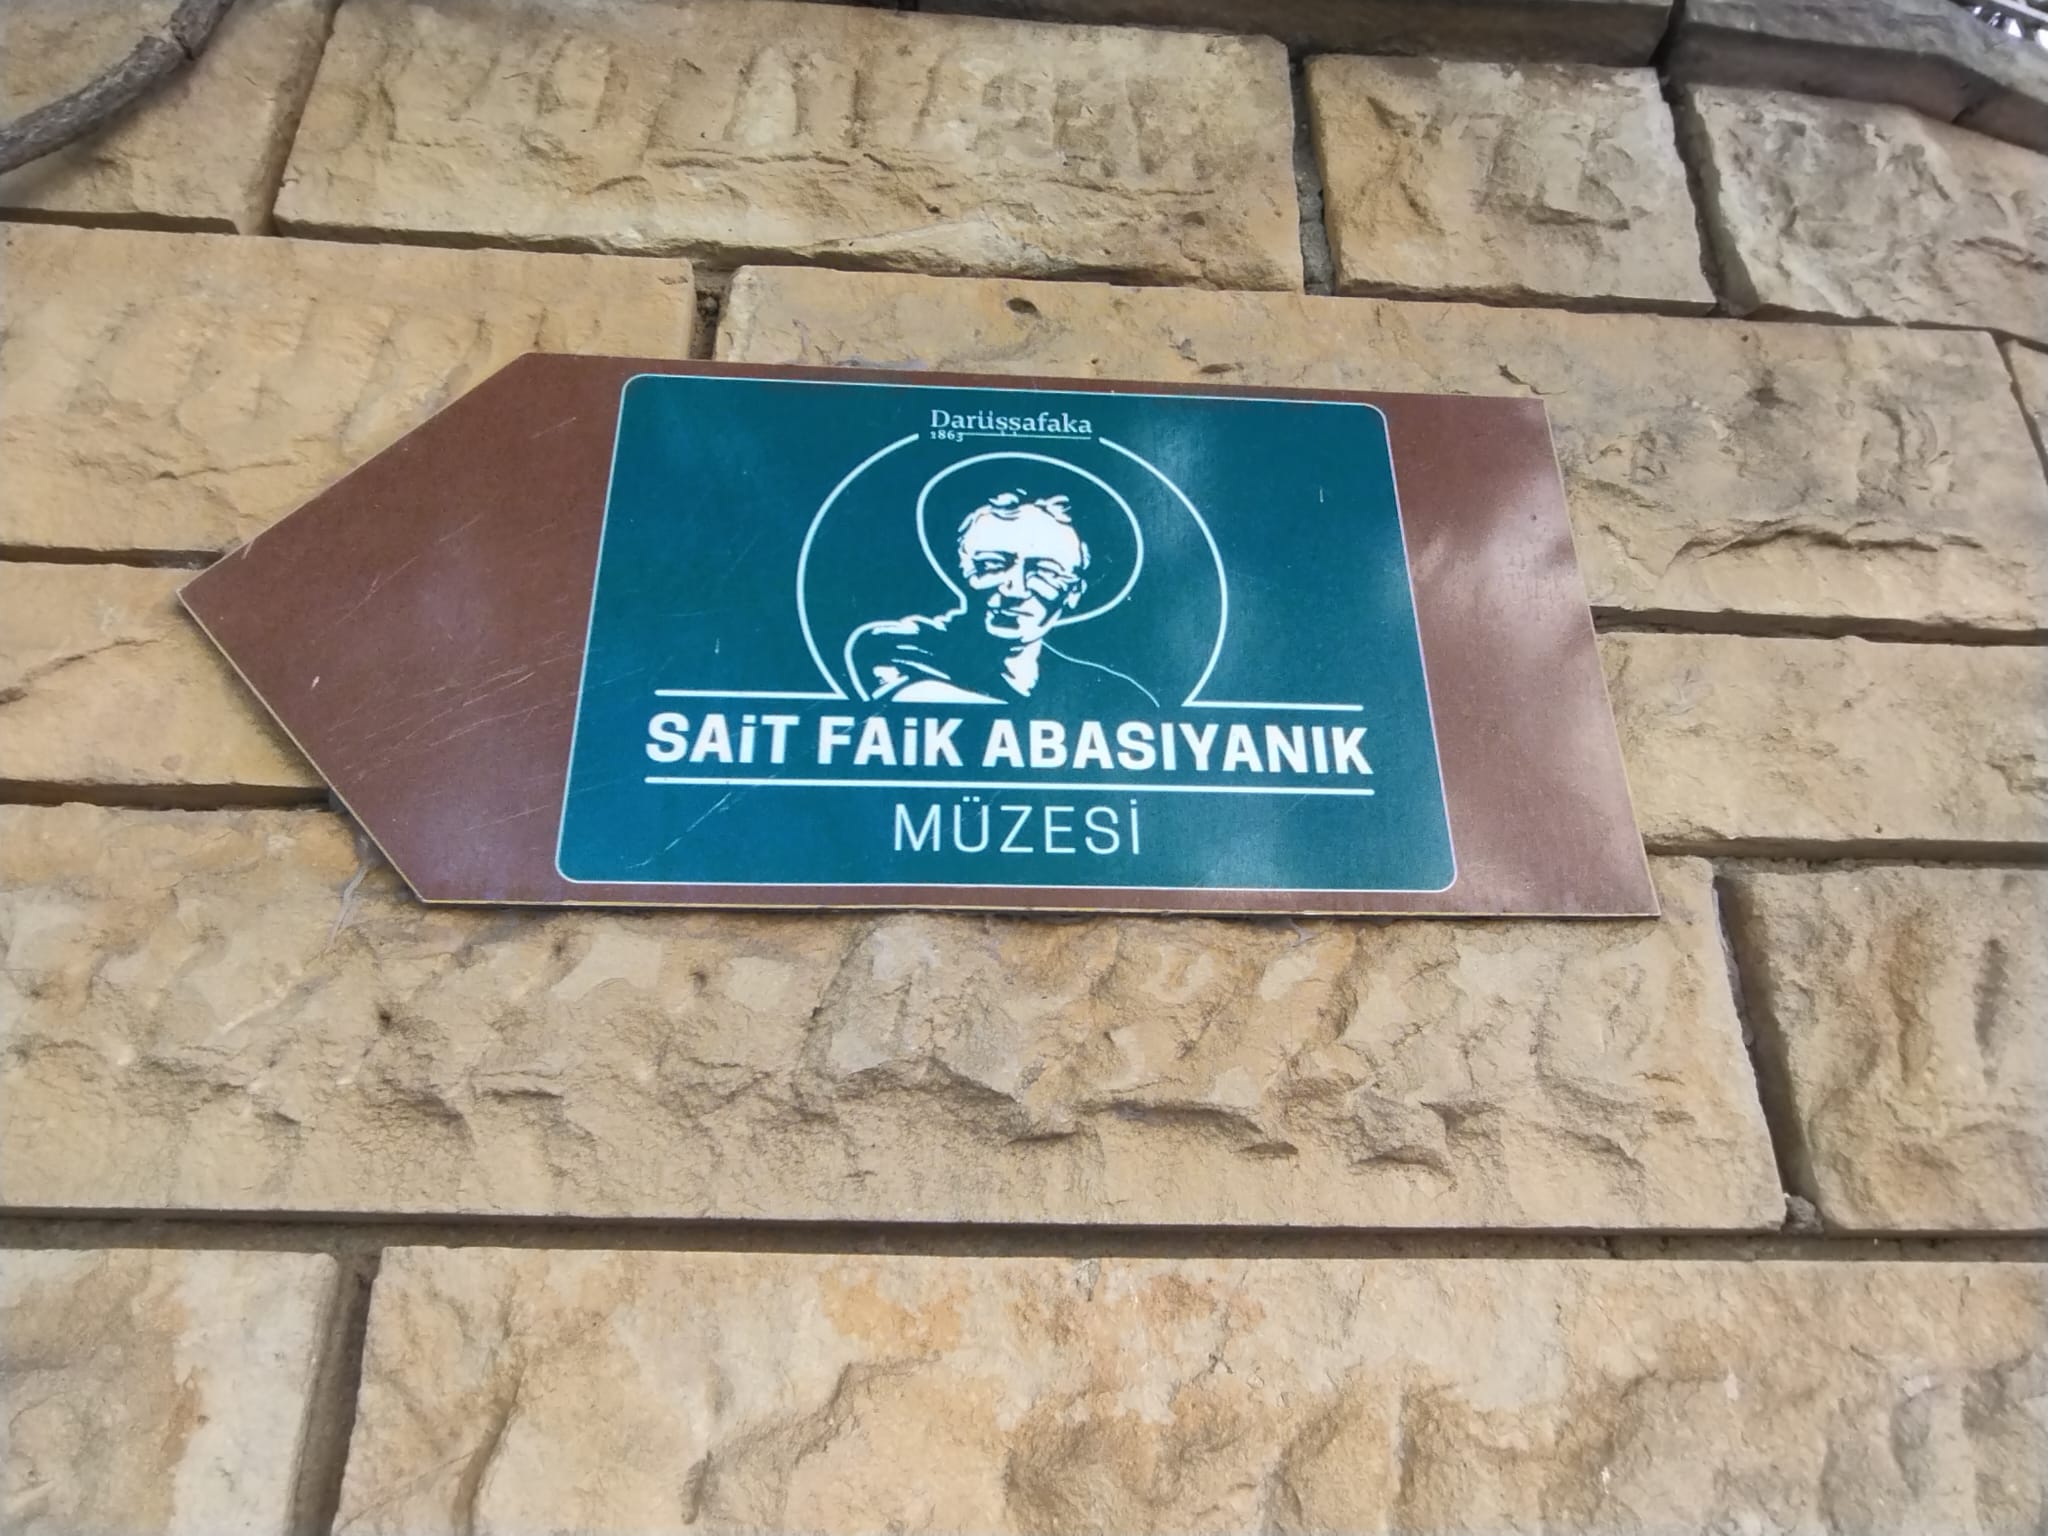 Darüşşafaka
1863
SAiT FAiK ABASIYANIK
MÜZESİ